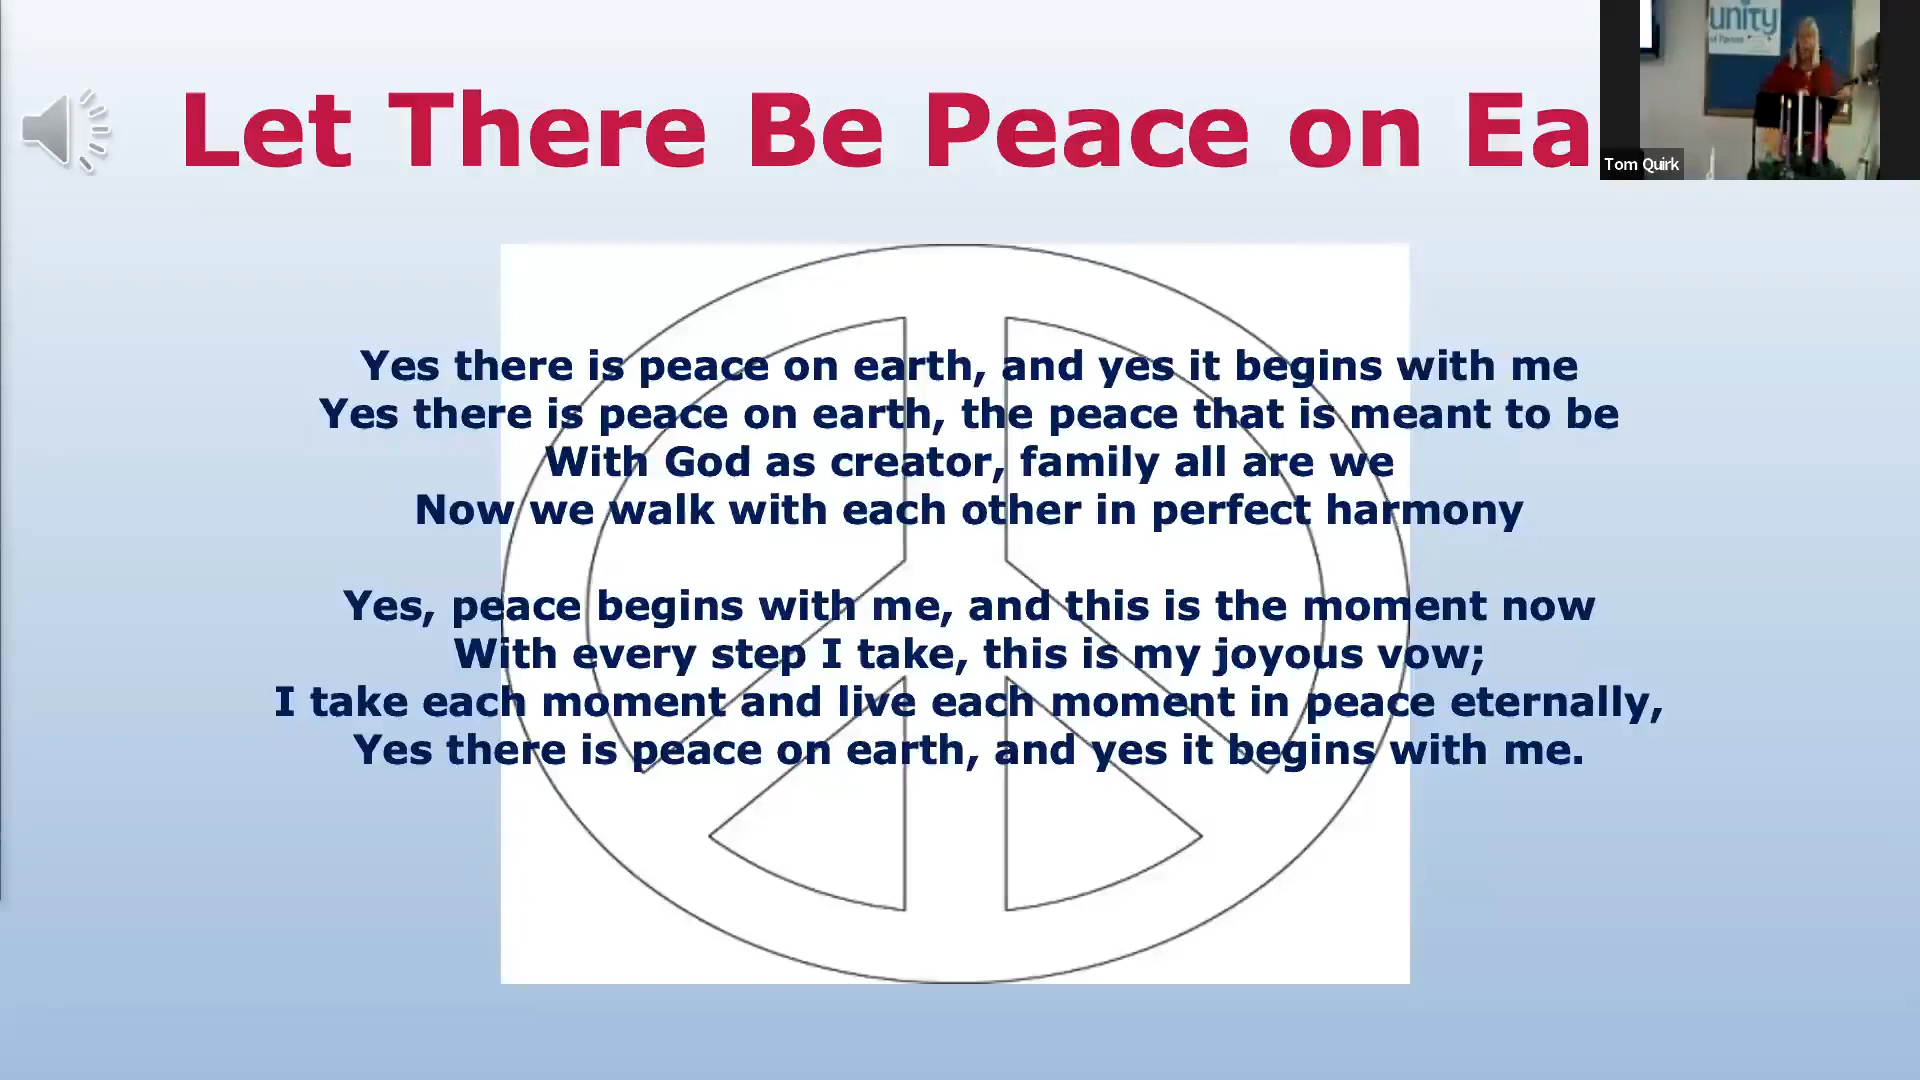 Let There Be Peace on Ea
unity
Tom Quirk
Yes there is peace on earth, and yes it begins with me
Yes there is peace on earth, the peace that is meant to be
With God as creator, family all are we
Now we walk with each other in perfect harmony
Yes, peace begins with me, and this is the moment now
With every step I take, this is my joyous vow;
I take each moment and live each moment in peace eternally,
Yes there is peace on earth, and yes it begins with me.